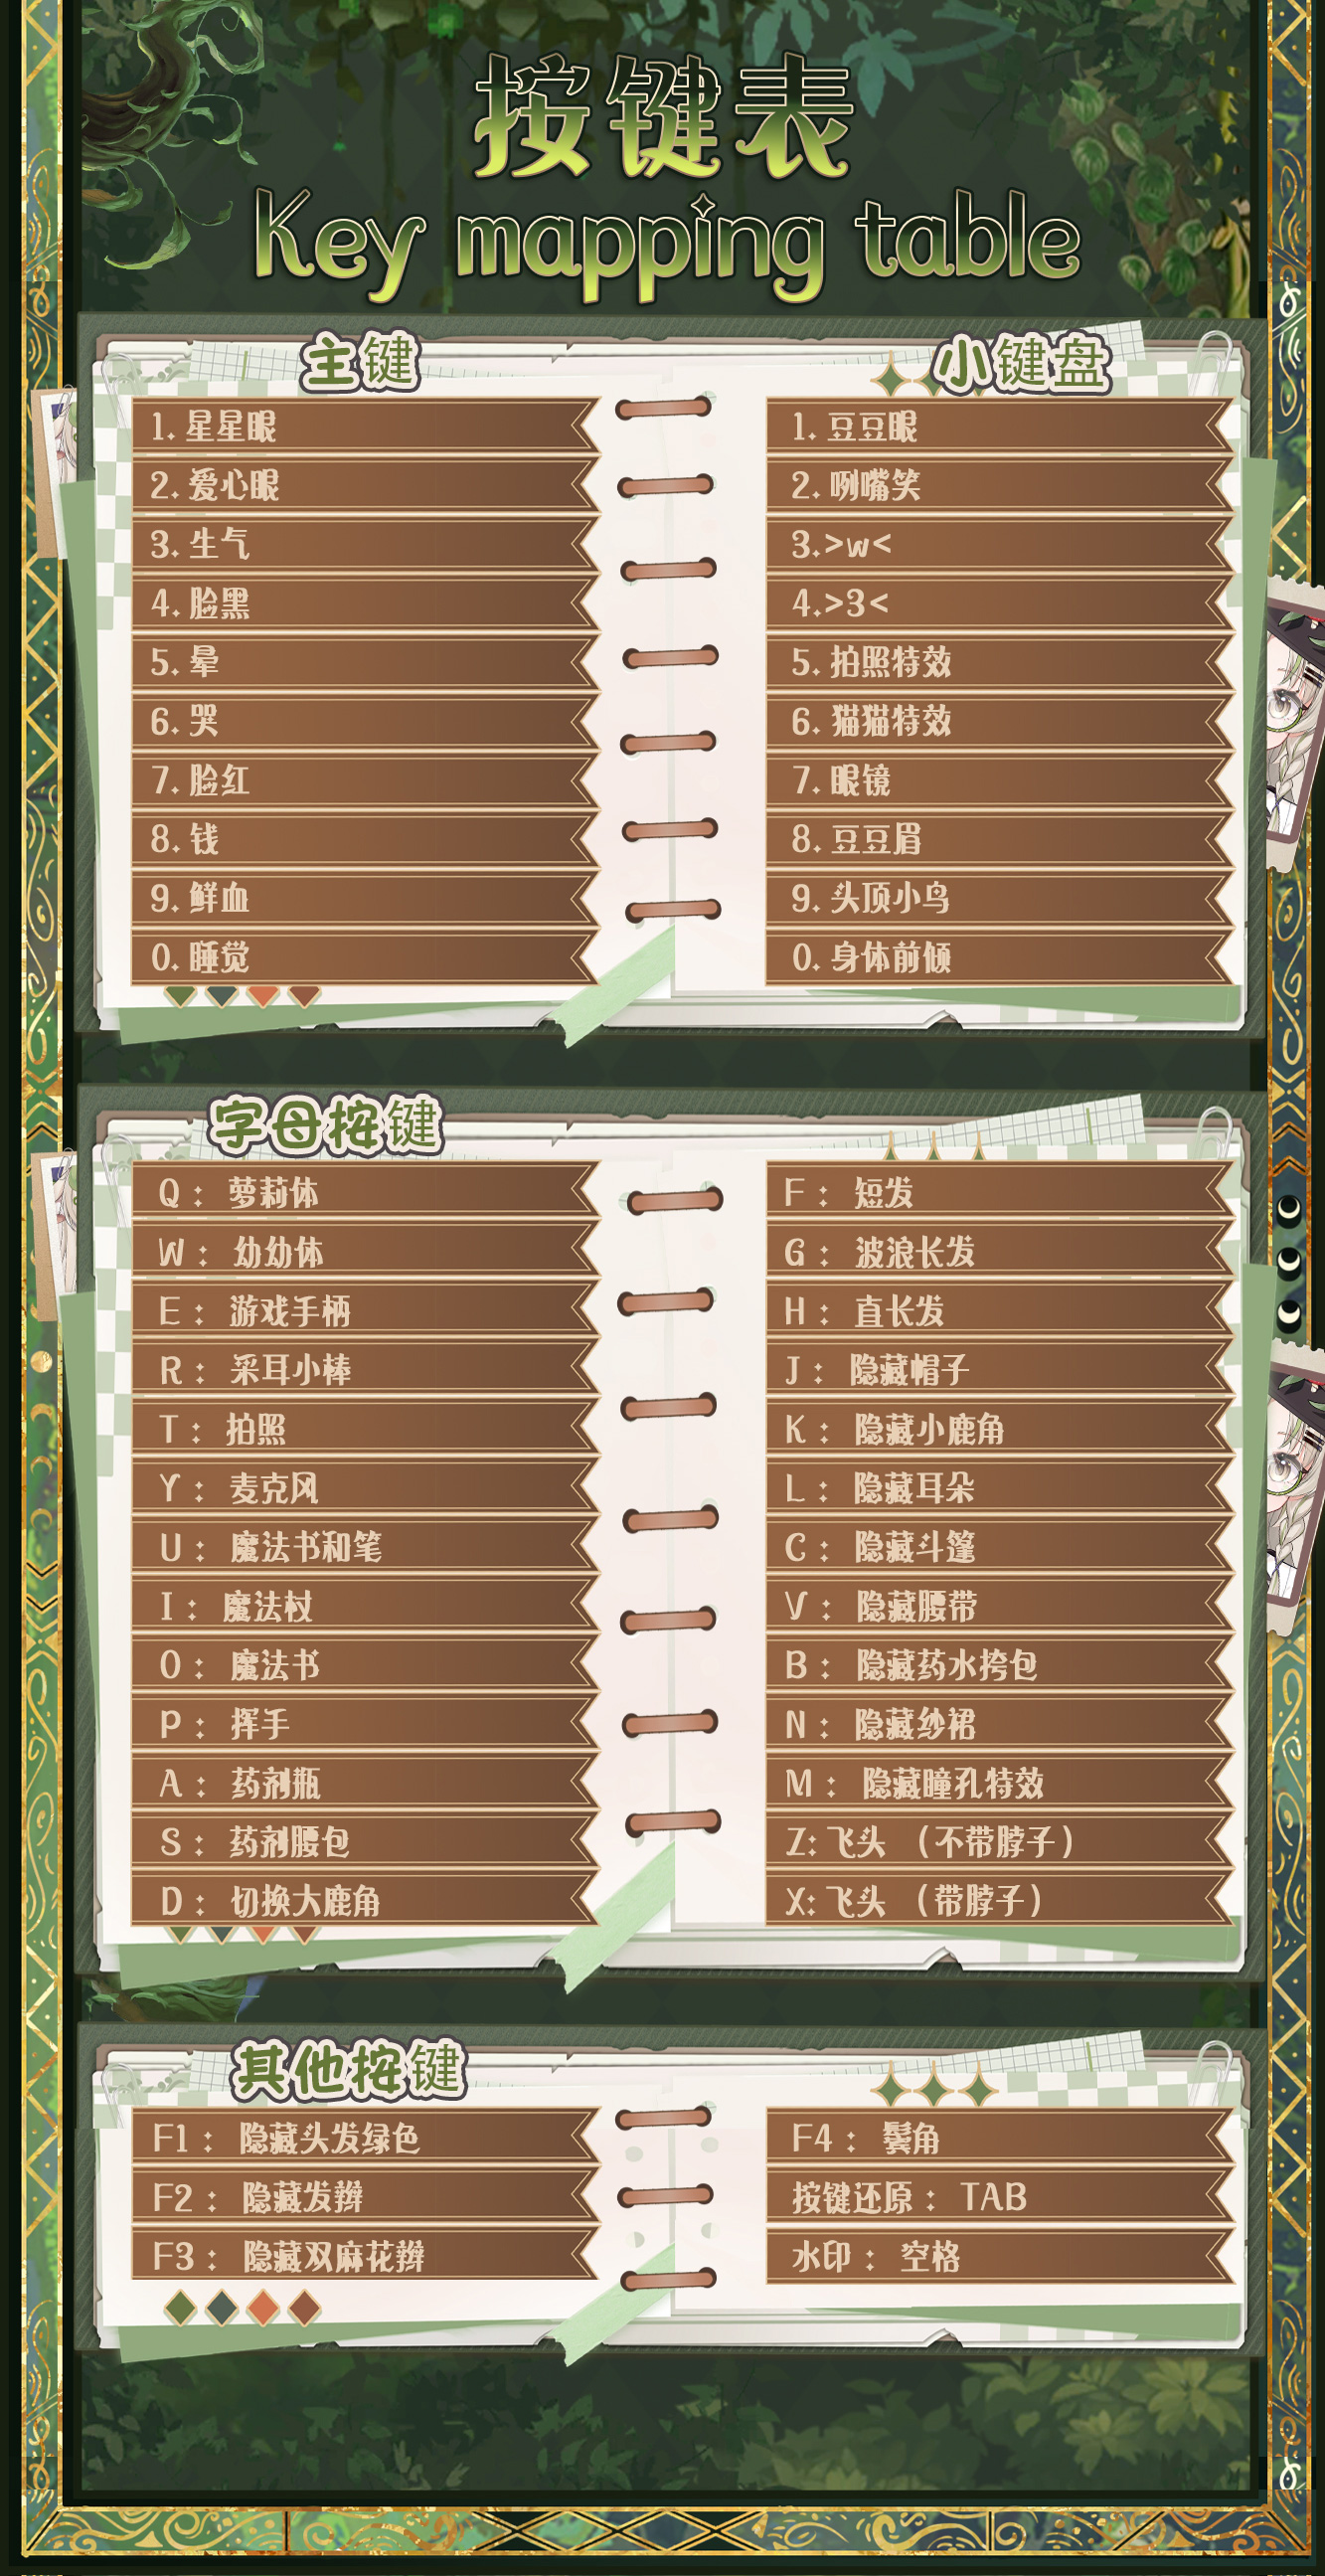 按键表
Key mapping table
主键
1. 星星眼
2. 爱心眼
3. 生气
4. 脸黑
5. 晕
6. 哭
7. 脸红
8. 钱
9. 鲜血
0. 睡觉
小键盘
1. 豆豆眼
2. 咧嘴笑
3.>w<
4.>3<
5. 拍照特效
6. 猫猫特效
7. 眼镜
8. 豆豆眉
9. 头顶小鸟
0. 身体前倾
字母按键
Q： 萝莉体
W： 幼幼体
E： 游戏手柄
R： 采耳小棒
T： 拍照
Y： 麦克风
U： 魔法书和笔
I： 魔法杖
O： 魔法书
P： 挥手
A： 药剂瓶
S： 药剂腰包
D： 切换大鹿角
F： 短发
G： 波浪长发
H： 直长发
J： 隐藏帽子
K： 隐藏小鹿角
L： 隐藏耳朵
C： 隐藏斗篷
V： 隐藏腰带
B： 隐藏药水挎包
N： 隐藏纱裙
M： 隐藏瞳孔特效
Z: 飞头 （不带脖子）
X: 飞头 （带脖子）
其他按键
F1： 隐藏头发绿色
F2： 隐藏发辫
F3： 隐藏双麻花辫
F4： 鬓角
按键还原： TAB
水印： 空格